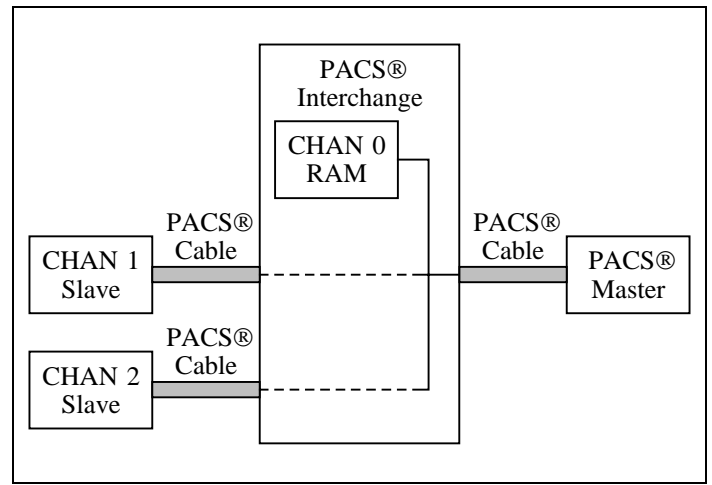 PACS®
Interchange
CHAN 0
RAM
PACS®
Cable
PACS®
Cable
CHAN 1
Slave
PACS®
Master
PACS®
Cable
CHAN 2
Slave